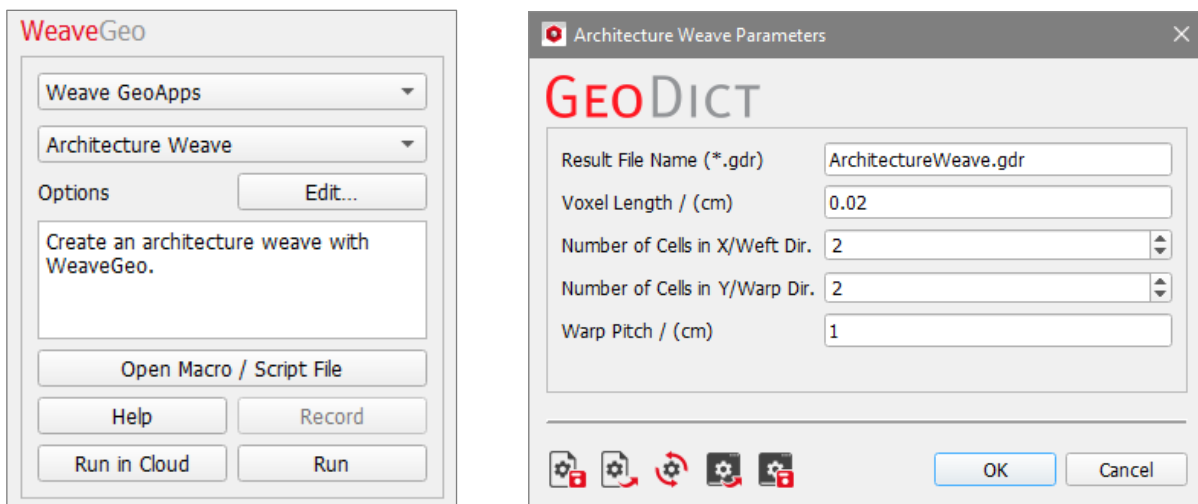 WeaveGeo
Weave GeoApps
Architecture Weave
Options
Edit...
Create an architecture weave with
WeaveGeo.
Open Macro / Script File
Help
Record
Run in Cloud
Run
Architecture Weave Parameters
GEODICT
Result File Name (*.gdr)
ArchitectureWeave.gdr
Voxel Length / (cm)
0.02
Number of Cells in X/Weft Dir.
2
Number of Cells in Y/Warp Dir.
2
Warp Pitch / (cm)
1
OK
Cancel